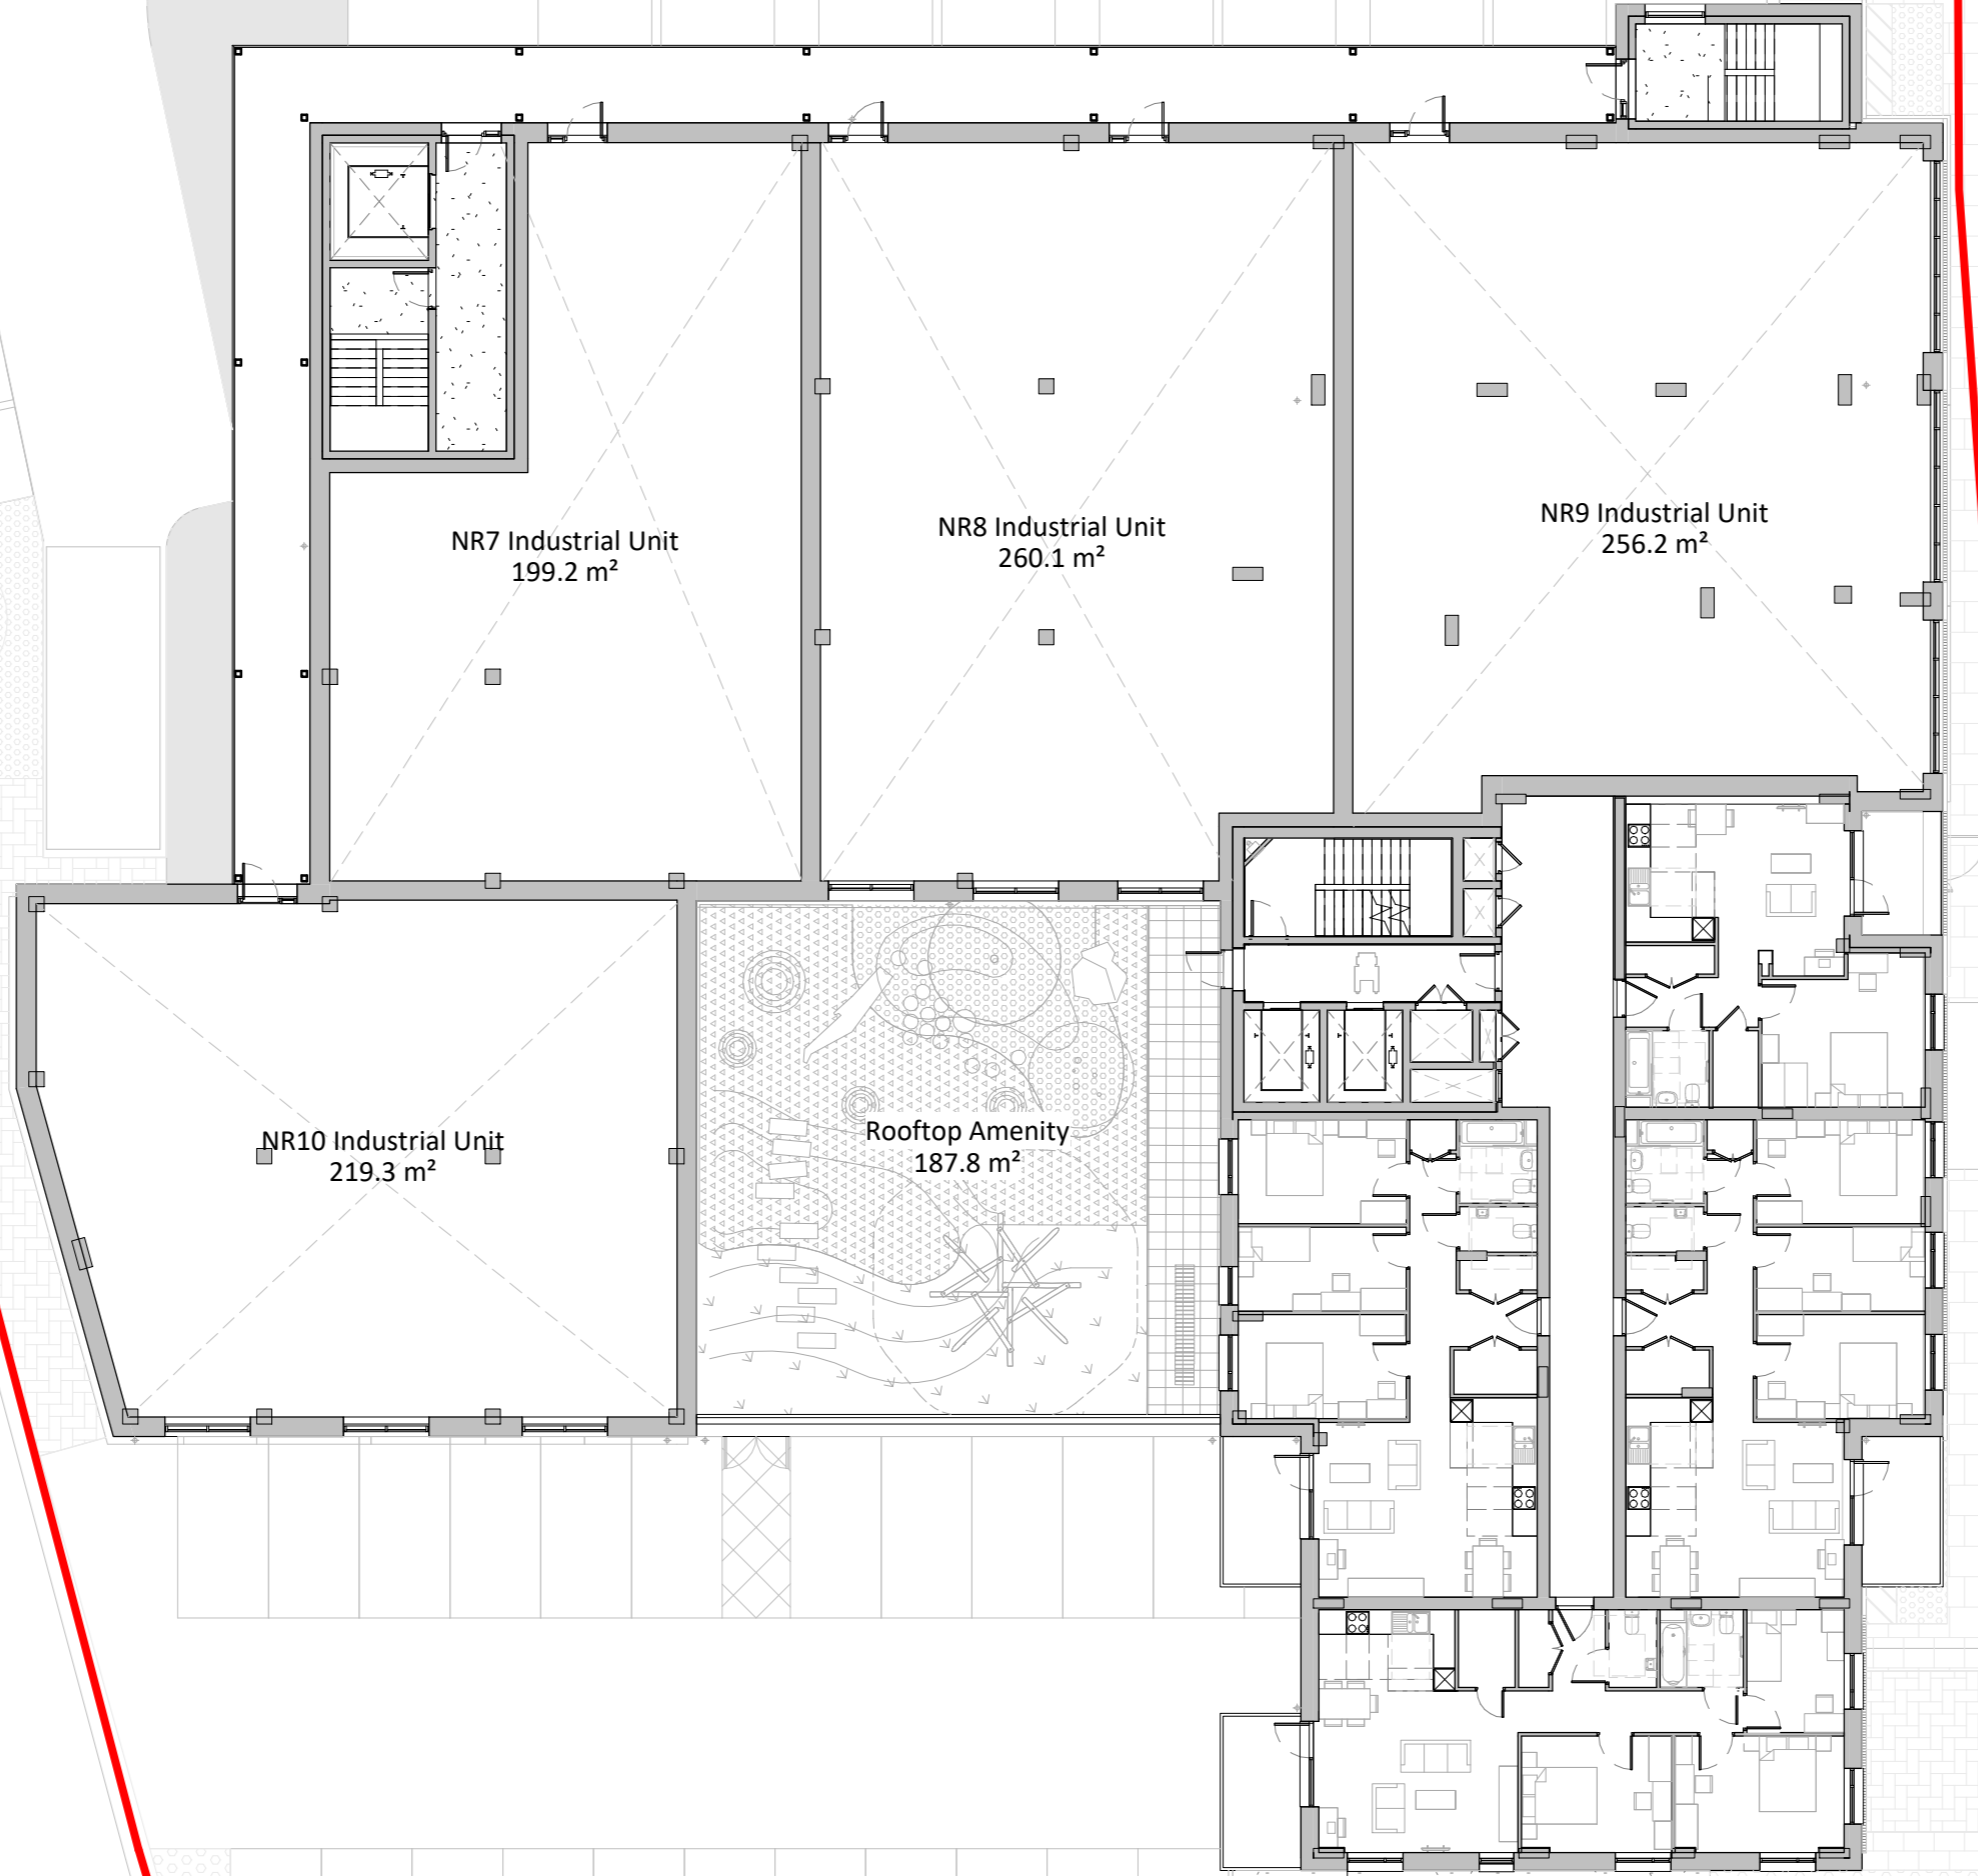 NR7 Industrial Unit
199.2 m²
NR8 Industrial Unit
260.1 m²
NR9 Industrial Unit
256.2 m²
NR10 Industrial Unit
219.3 m²
Rooftop Amenity
187.8 m²